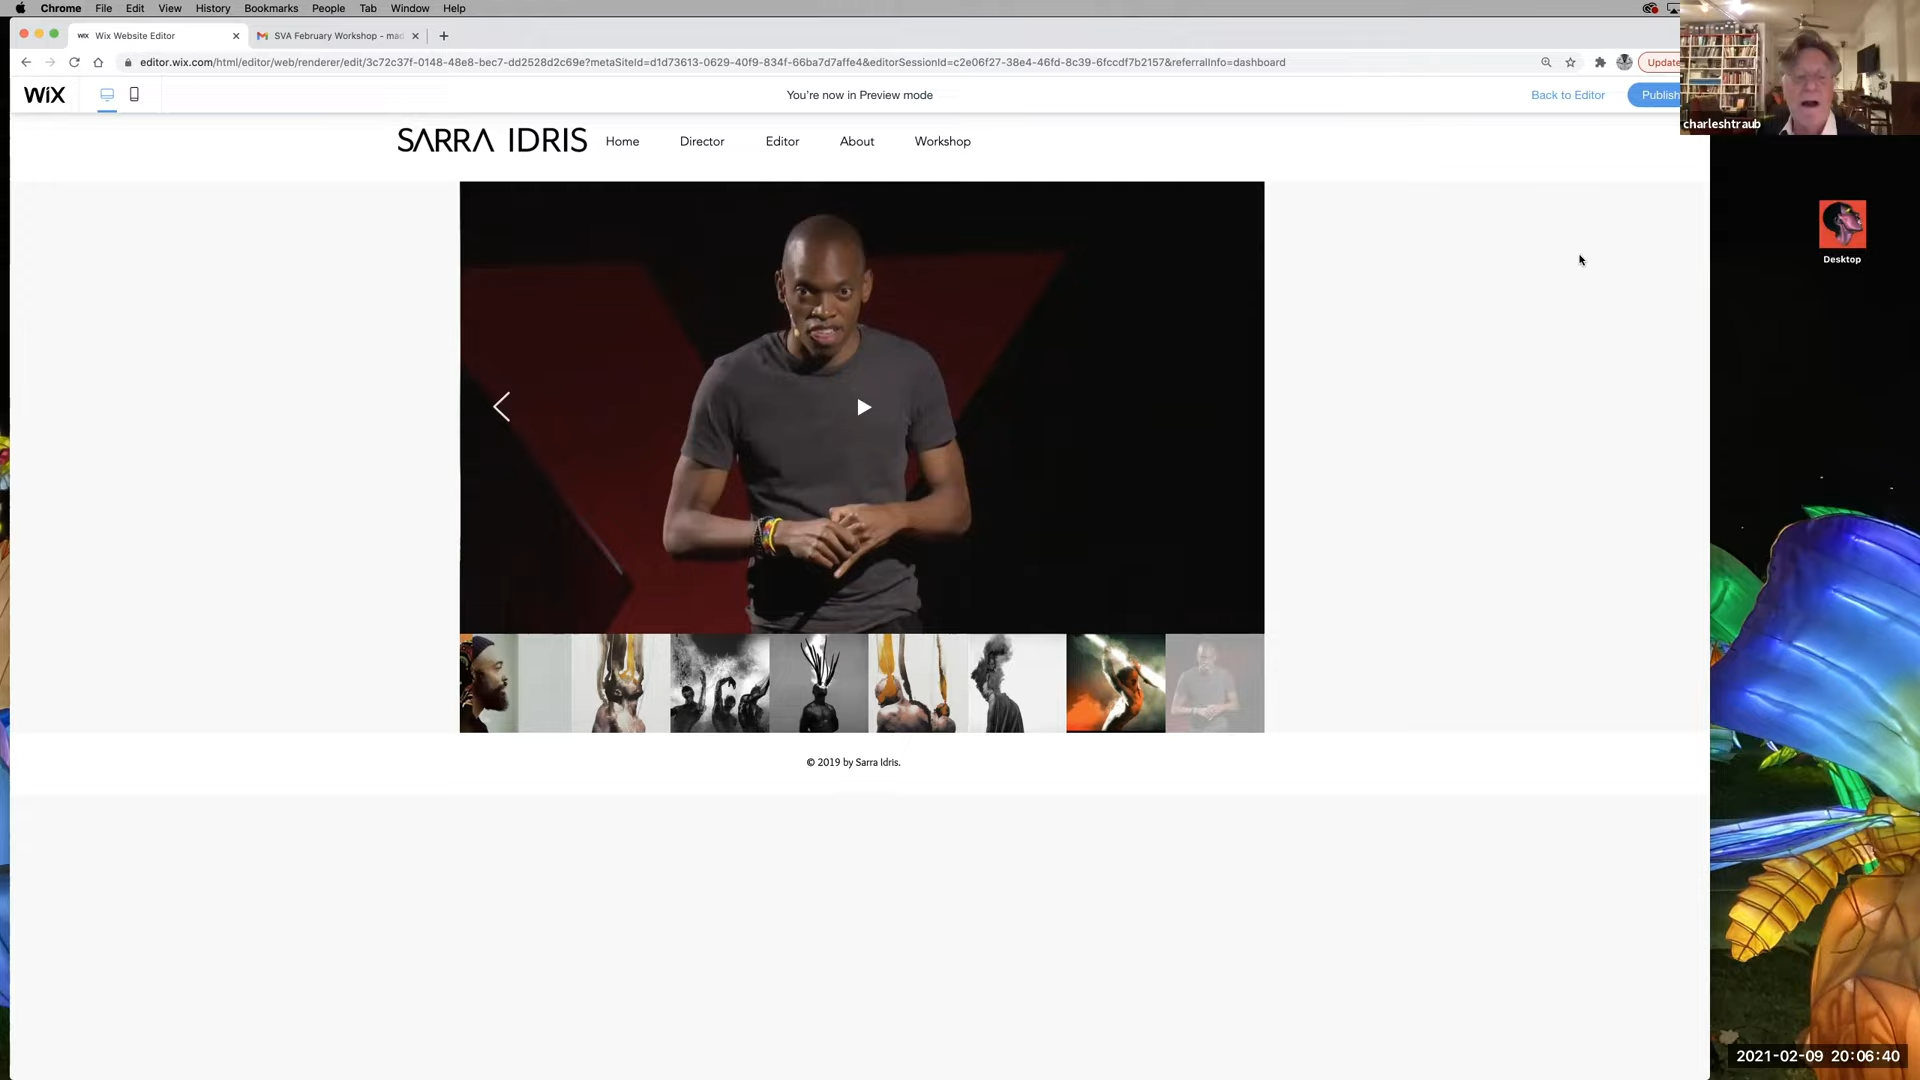 Chrome File Edit View History Bookmarks People Tab Window Help
WIX Wix Website Editor
SVA February Workshop - mad
editor.wix.com/html/editor/web/renderer/edit/3c72c37f-0148-48e8-bec7-dd2528d2c69e?metaSiteId=d1d73613-0629-40f9-834f-66ba7d7affe4&editorSessionId=c2e06f27-38e4-46fd-8c39-6fccdf7b2157&referralInfo=dashboard
Update
WiX
You're now in Preview mode
Back to Editor
Publish
charleshtraub
SARRA IDRIS
Home Director Editor About Workshop
Desktop
© 2019 by Sarra Idris.
2021-02-09 20:06:40